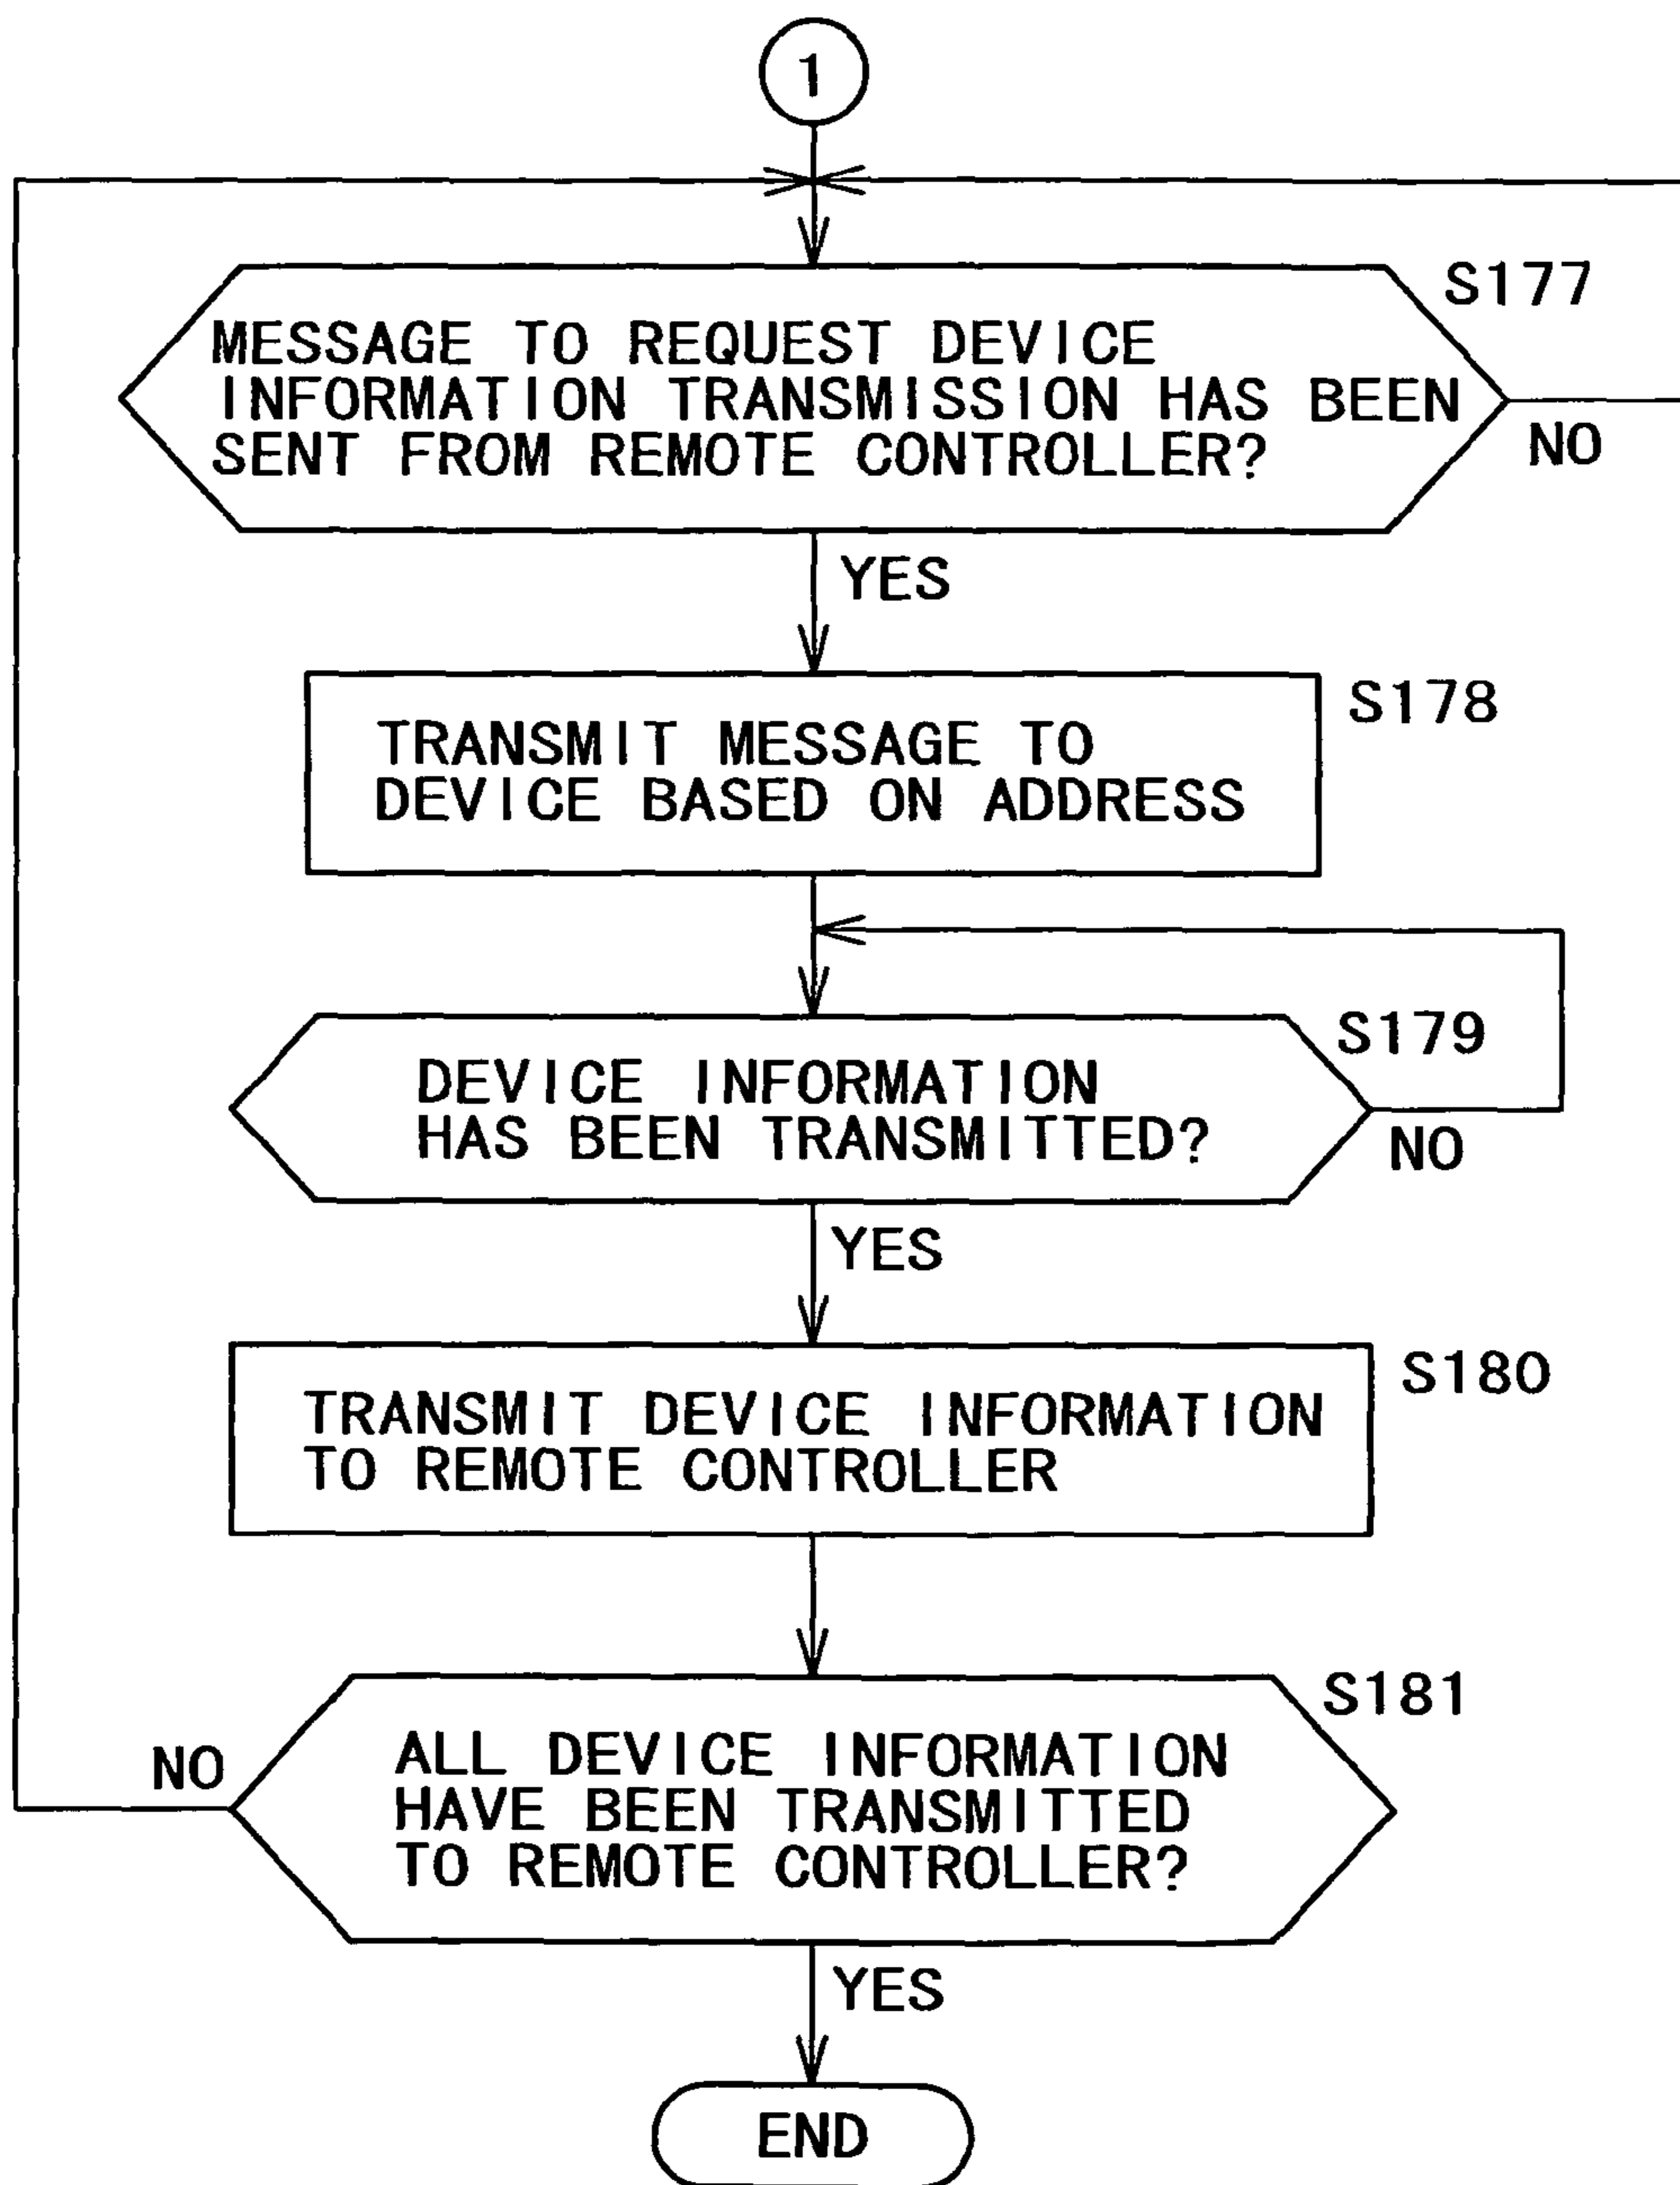 1
S177
MESSAGE TO REQUEST DEVICE
INFORMATION TRANSMISSION HAS BEEN
SENT FROM REMOTE CONTROLLER?
NO
YES
S178
TRANSMIT MESSAGE TO
DEVICE BASED ON ADDRESS
S179
DEVICE INFORMATION
HAS BEEN TRANSMITTED?
NO
YES
S180
TRANSMIT DEVICE INFORMATION
TO REMOTE CONTROLLER
S181
NO
ALL DEVICE INFORMATION
HAVE BEEN TRANSMITTED
TO REMOTE CONTROLLER?
YES
END